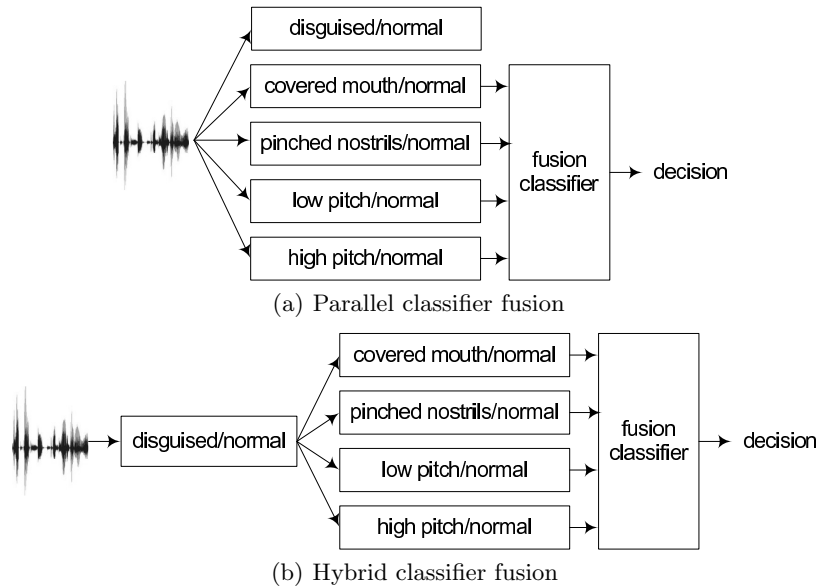 disguised/normal
covered mouth/normal
pinched nostrils/normal
low pitch/normal
high pitch/normal
fusion
classifier
decision
(a) Parallel classifier fusion
disguised/normal
covered mouth/normal
pinched nostrils/normal
low pitch/normal
high pitch/normal
fusion
classifier
decision
(b) Hybrid classifier fusion